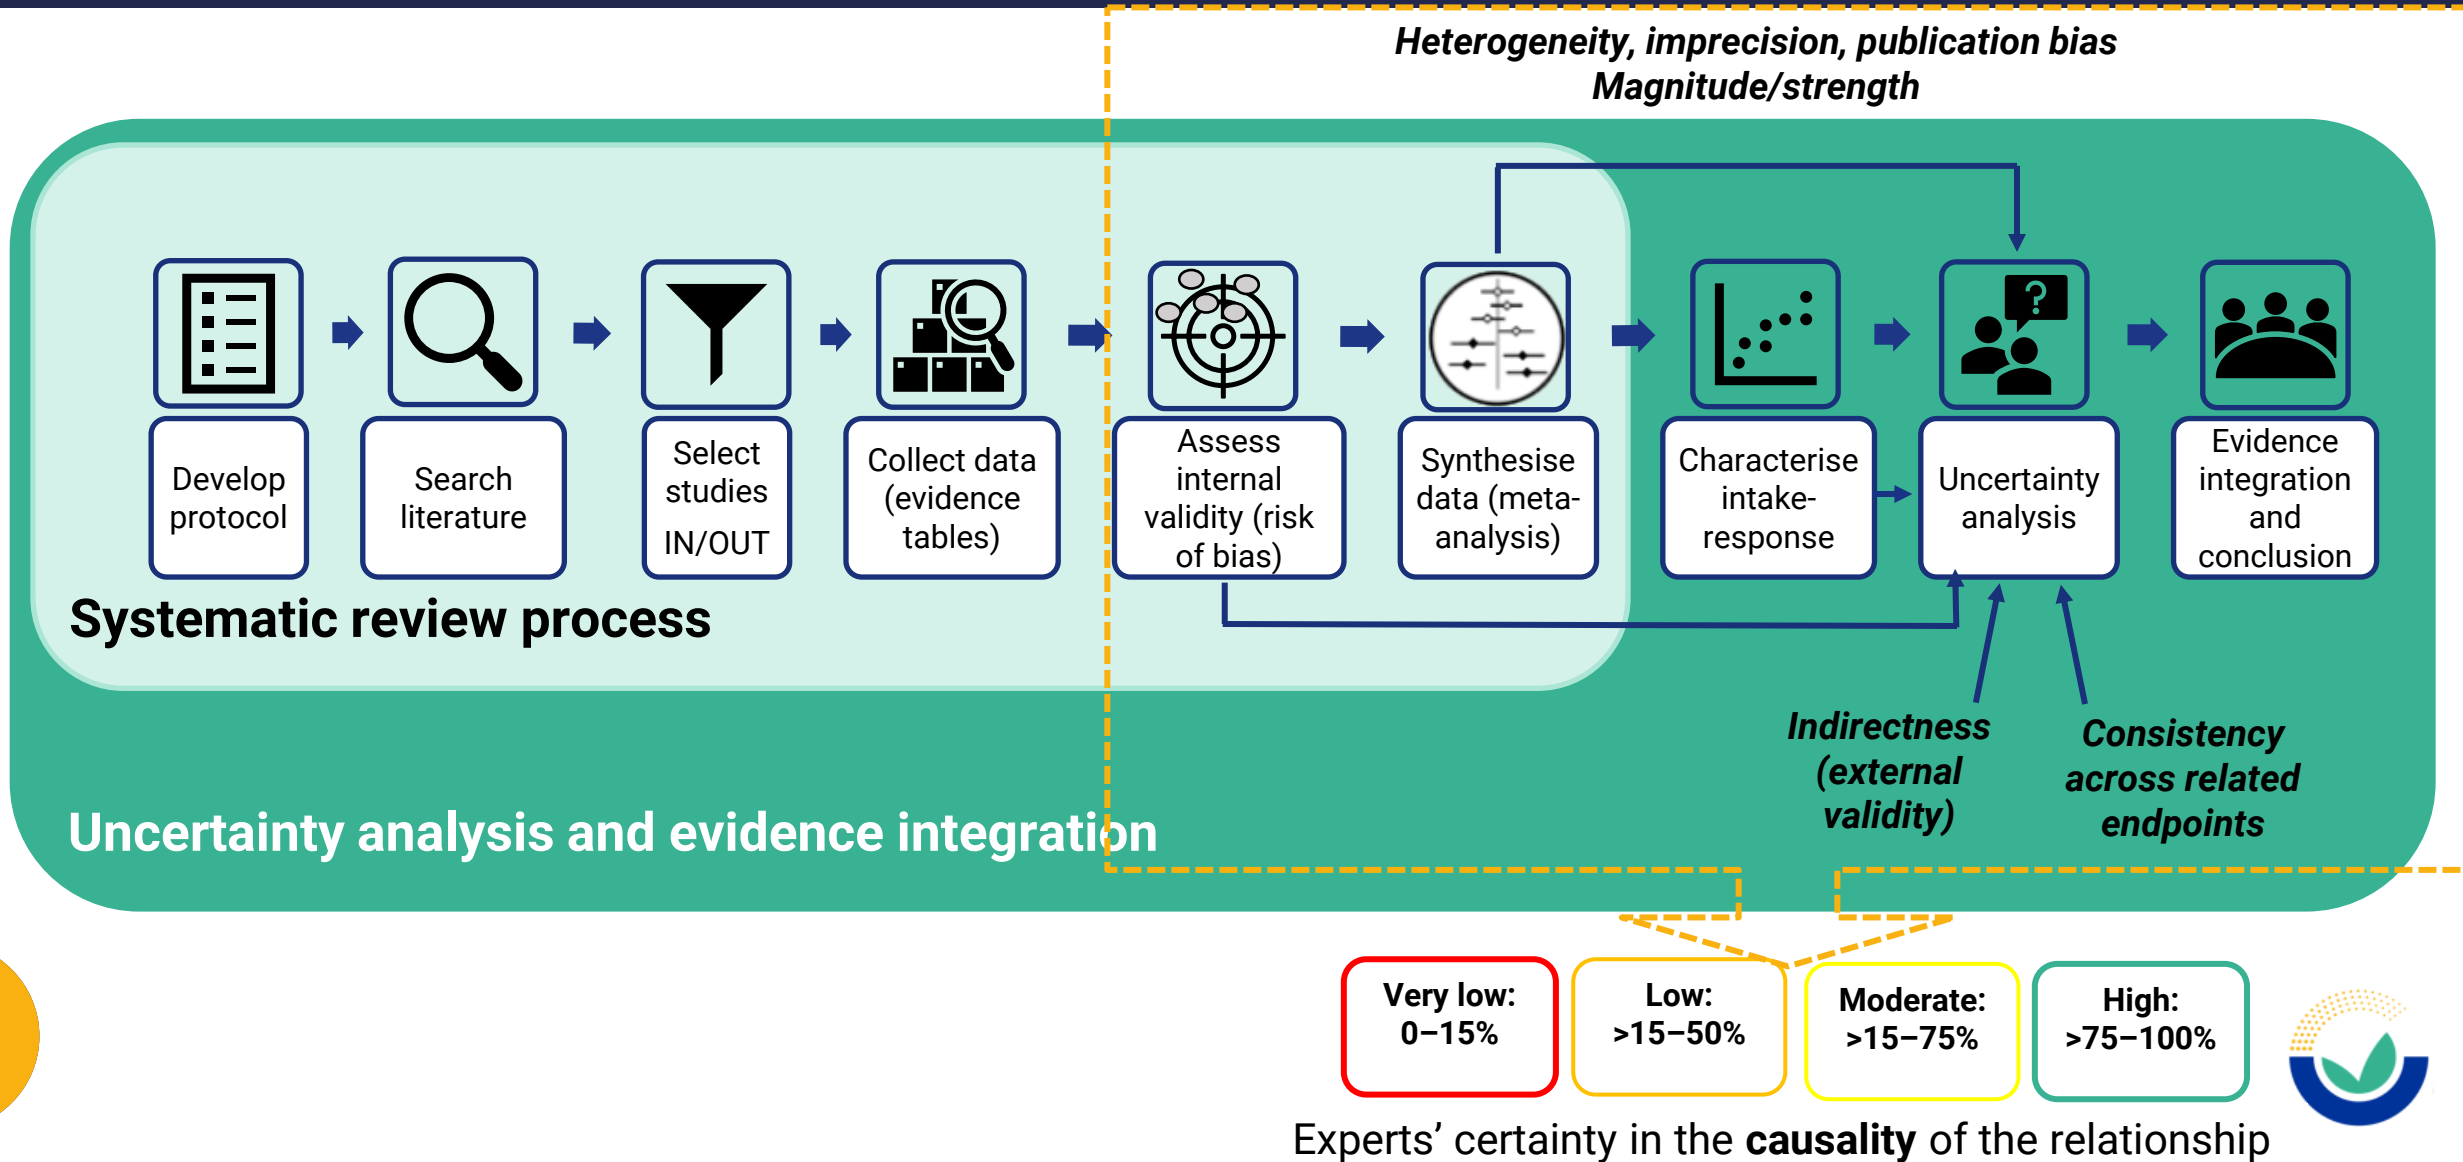 Heterogeneity, imprecision, publication bias
Magnitude/strength
Develop
protocol
Search
literature
Select
studies
IN/OUT
Collect data
(evidence
tables)
Assess
internal
validity (risk
of bias)
Synthesise
data (meta-
analysis)
Characterise
intake-
response
?
Uncertainty
analysis
Evidence
integration
and
conclusion
Systematic review process
Indirectness
(external
validity)
Consistency
across related
endpoints
Uncertainty analysis and evidence integration
Very low:
0–15%
Low:
>15–50%
Moderate:
>15–75%
High:
>75–100%
Experts’ certainty in the causality of the relationship